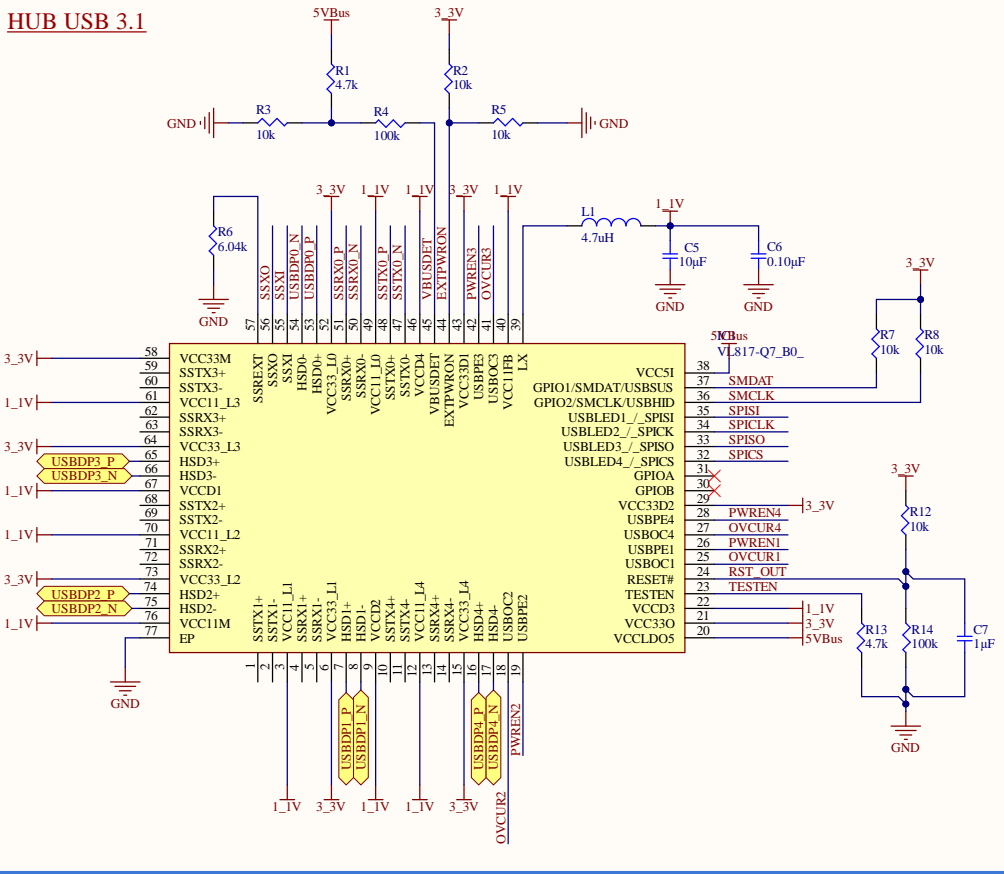 HUB USB 3.1
5VBus
3_3V
R1
4.7k
R2
10k
R3
10k
R4
100k
R5
10k
GND
GND
3_3V
1_1V
1_1V
3_3V
1_1V
R6
6.04k
GND
SSXO
SSXI
USBDP0_N
USBDP0_P
SSRX0_P
SSRX0_N
SSTX0_P
SSTX0_N
VBUSDET
EXTPWRON
PWREN3
OVCUR3
L1
4.7uH
1_1V
C5
10µF
C6
0.10µF
GND
GND
3_3V
R7
10k
R8
10k
57
56
55
54
53
52
51
50
49
48
47
46
45
44
43
42
41
40
39
SSREXT
SSXO
SSXI
HSD0-
HSD0+
VCC33_L0
SSRX0+
SSRX0-
VCC11_L0
SSTX0+
SSTX0-
VCCD4
VBUSDET
EXTPWRON
VCC33D1
USBPE3
USBOC3
VCC11FB
LX
5VBus
VL817-Q7_B0_
3_3V 58 VCC33M
59 SSTX3+
60 SSTX3-
1_1V 61 VCC11_L3
62 SSRX3+
63 SSRX3-
3_3V 64 VCC33_L3
USBDP3_P 65 HSD3+
USBDP3_N 66 HSD3-
1_1V 67 VCCD1
68 SSTX2+
69 SSTX2-
1_1V 70 VCC11_L2
71 SSRX2+
72 SSRX2-
3_3V 73 VCC33_L2
USBDP2_P 74 HSD2+
USBDP2_N 75 HSD2-
1_1V 76 VCC11M
77 EP
GND
VCC5I 38
GPIO1/SMDAT/USBSUS 37 SMDAT
GPIO2/SMCLK/USBHID 36 SMCLK
USBLED1_/_SPISI 35 SPISI
USBLED2_/_SPICK 34 SPICLK
USBLED3_/_SPISO 33 SPISO
USBLED4_/_SPICS 32 SPICS
GPIOA 31
GPIOB 30
VCC33D2 29 3_3V
USBPE4 28 PWREN4
USBOC4 27 OVCUR4
USBPE1 26 PWREN1
USBOC1 25 OVCUR1
RESET# 24 RST_OUT
TESTEN 23 TESTEN
VCCD3 22 1_1V
VCC33O 21 3_3V
VCCLDO5 20 5VBus
3_3V
R12
10k
R13
4.7k
R14
100k
C7
1µF
GND
SSTX1+
SSTX1-
VCC11_L1
SSRX1+
SSRX1-
VCC33_L1
HSD1+
HSD1-
VCCD2
SSTX4+
SSTX4-
VCC11_L4
SSRX4+
SSRX4-
VCC33_L4
HSD4+
HSD4-
USBOC2
USBPE2
1
2
3
4
5
6
7
8
9
10
11
12
13
14
15
16
17
18
19
USBDP1_P
USBDP1_N
USBDP4_P
USBDP4_N
PWREN2
OVCUR2
1_1V
3_3V
1_1V
1_1V
3_3V